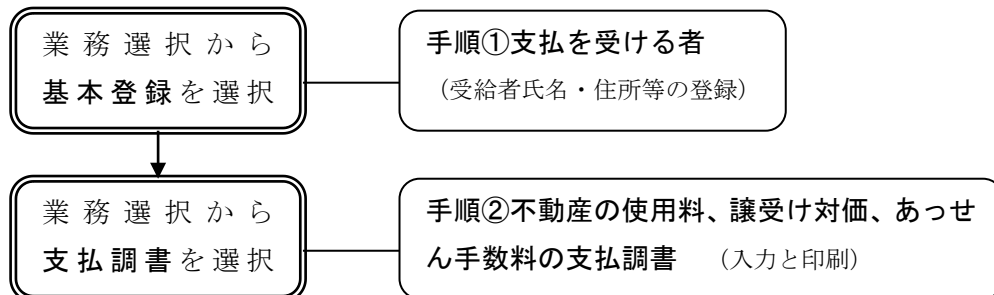 業務選択から
基本登録を選択
手順①支払を受ける者
（受給者氏名・住所等の登録）
業務選択から
支払調書を選択
手順②不動産の使用料、譲受け対価、あっせ
ん手数料の支払調書　（入力と印刷）